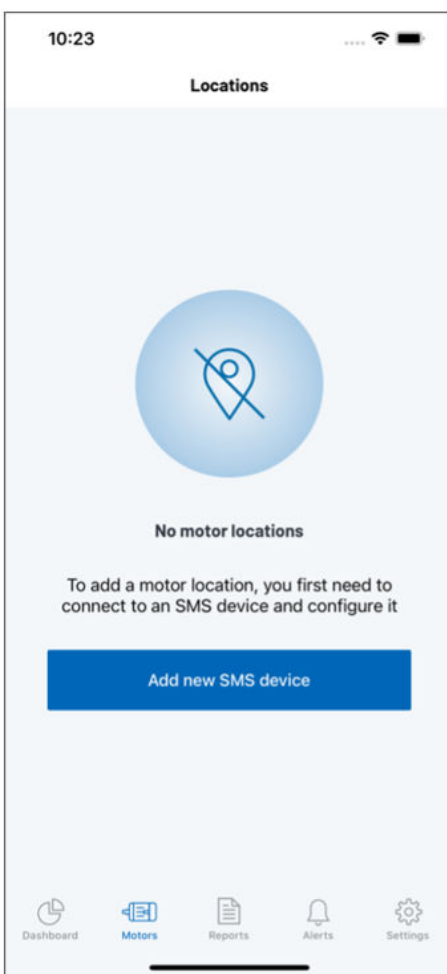 10:23
Locations
No motor locations
To add a motor location, you first need to
connect to an SMS device and configure it
Add new SMS device
Dashboard
Motors
Reports
Alerts
Settings